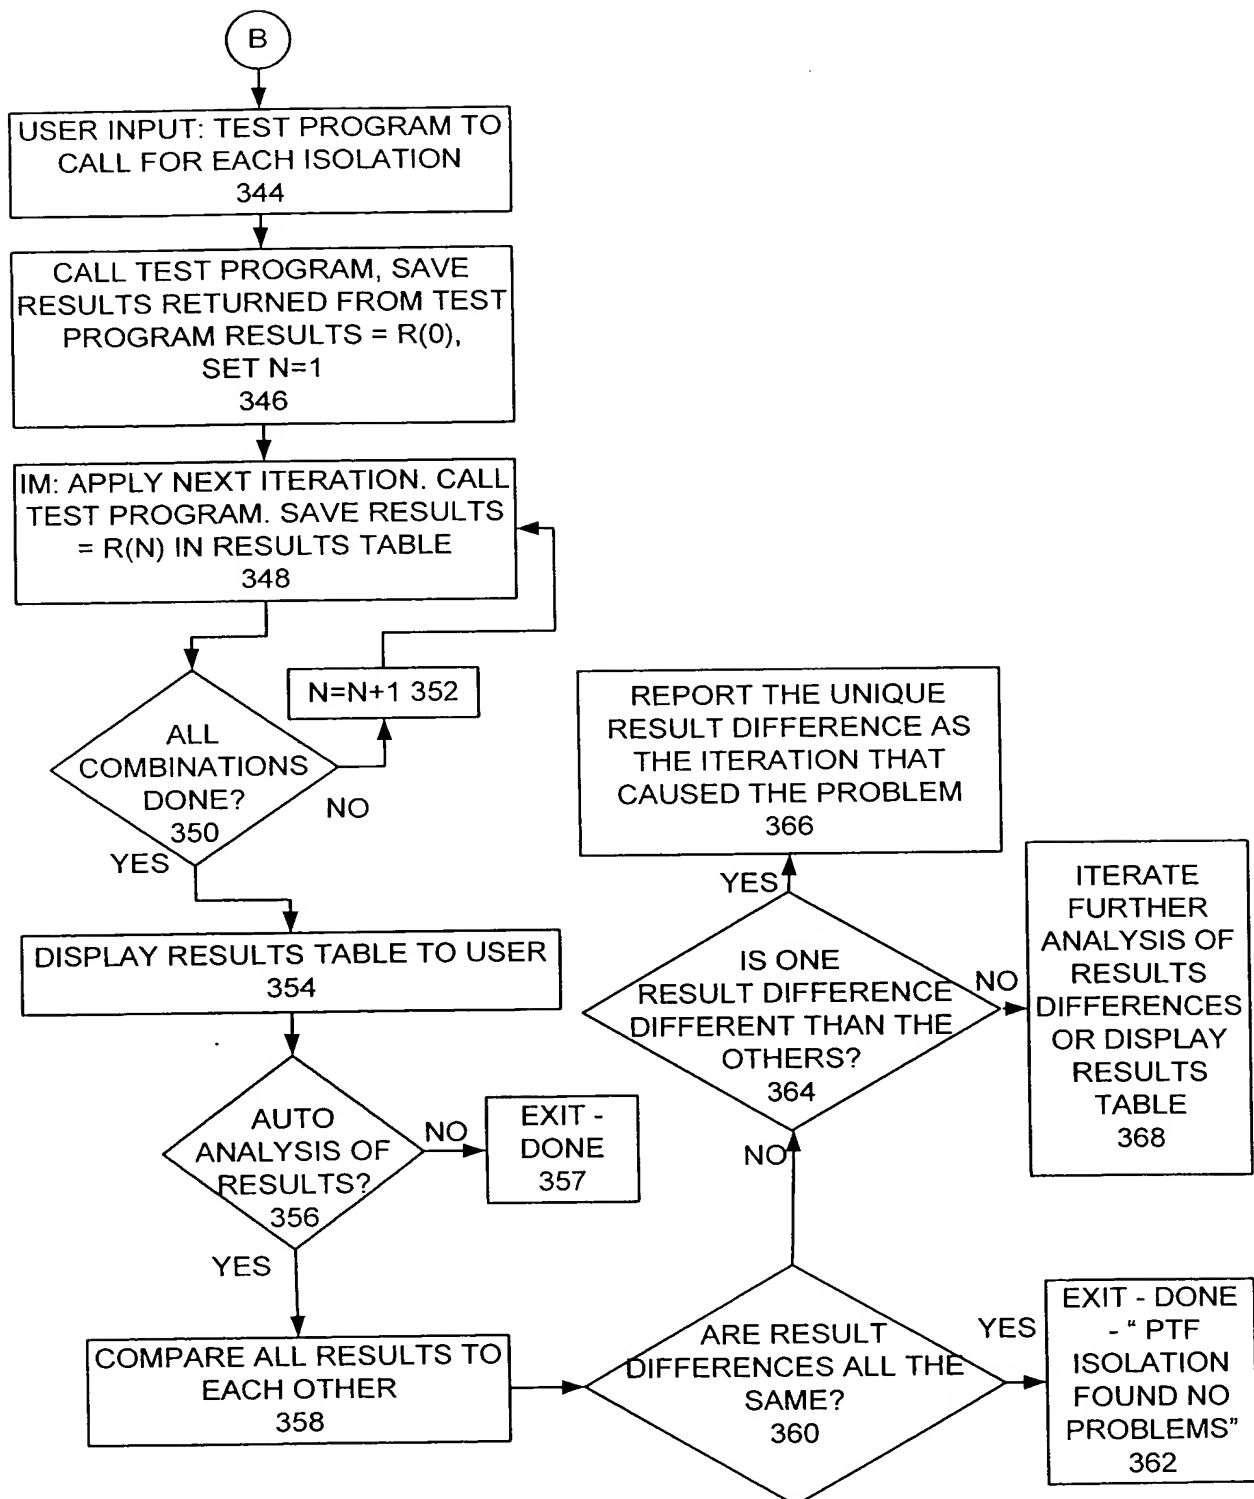 B
USER INPUT: TEST PROGRAM TO
CALL FOR EACH ISOLATION
344
CALL TEST PROGRAM, SAVE
RESULTS RETURNED FROM TEST
PROGRAM RESULTS = R(0),
SET N=1
346
IM: APPLY NEXT ITERATION. CALL
TEST PROGRAM. SAVE RESULTS
= R(N) IN RESULTS TABLE
348
N=N+1 352
ALL
COMBINATIONS
DONE?
350
NO
YES
DISPLAY RESULTS TABLE TO USER
354
AUTO
ANALYSIS OF
RESULTS?
356
NO
EXIT -
DONE
357
YES
COMPARE ALL RESULTS TO
EACH OTHER
358
ARE RESULT
DIFFERENCES ALL THE
SAME?
360
YES
EXIT - DONE
- “ PTF
ISOLATION
FOUND NO
PROBLEMS”
362
NO
IS ONE
RESULT DIFFERENCE
DIFFERENT THAN THE
OTHERS?
364
YES
REPORT THE UNIQUE
RESULT DIFFERENCE AS
THE ITERATION THAT
CAUSED THE PROBLEM
366
NO
ITERATE
FURTHER
ANALYSIS OF
RESULTS
DIFFERENCES
OR DISPLAY
RESULTS
TABLE
368